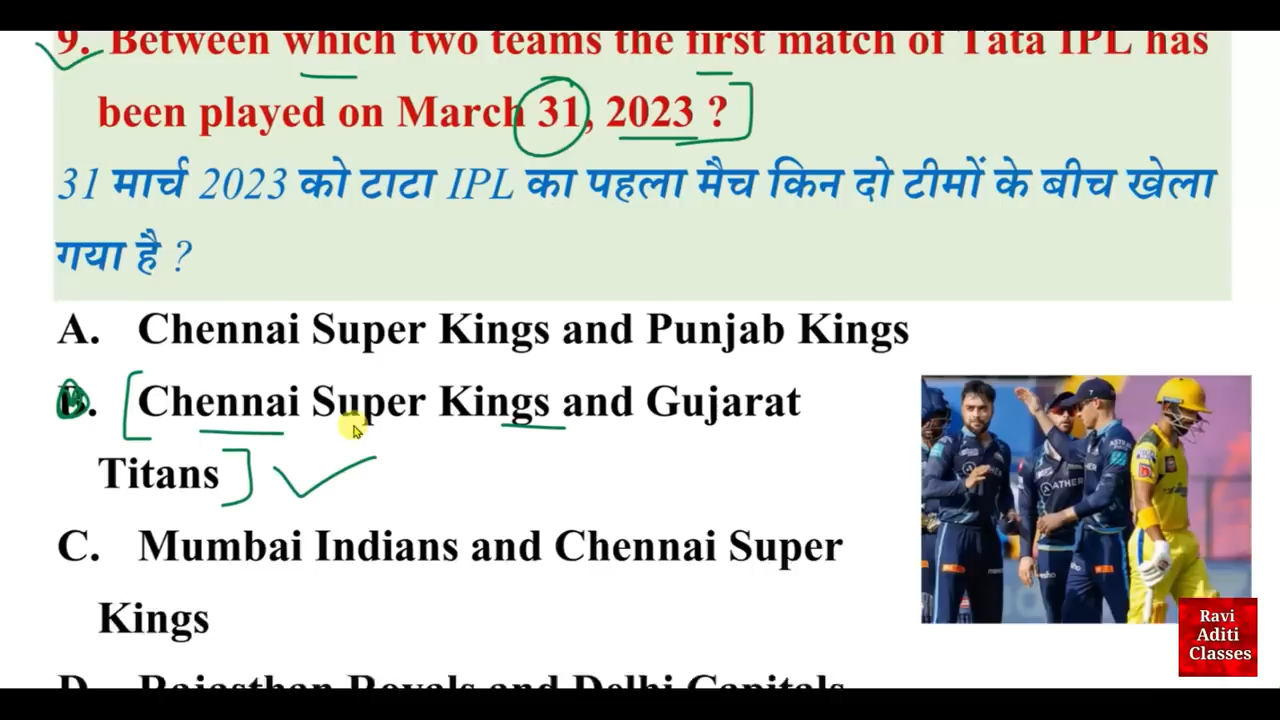 9. Between which two teams the first match of Tata IPL has
been played on March 31, 2023 ?
31 मार्च 2023 को टाटा IPL का पहला मैच किन दो टीमों के बीच खेला
गया है ?
A. Chennai Super Kings and Punjab Kings
B. Chennai Super Kings and Gujarat
Titans
C. Mumbai Indians and Chennai Super
Kings
D. Rajasthan Royals and Delhi Capitals
Ravi
Aditi
Classes